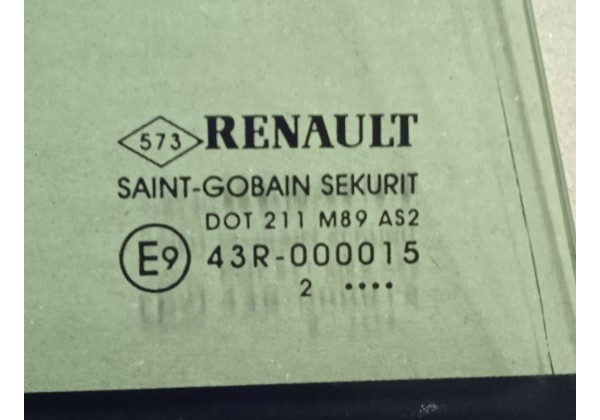 573 RENAULT
SAINT-GOBAIN SEKURIT
DOT 211 M89 AS2
E9 43R-000015
2 ••••